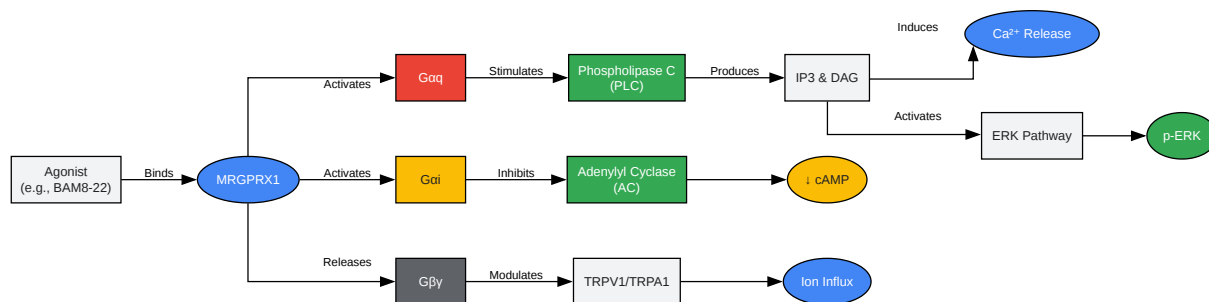 Induces
Ca²⁺ Release
Activates
Gαq
Stimulates
Phospholipase C
(PLC)
Produces
IP3 & DAG
Activates
ERK Pathway
p-ERK
Agonist
(e.g., BAM8-22)
Binds
MRGPRX1
Activates
Gαi
Inhibits
Adenylyl Cyclase
(AC)
↓ cAMP
Releases
Gβγ
Modulates
TRPV1/TRPA1
Ion Influx